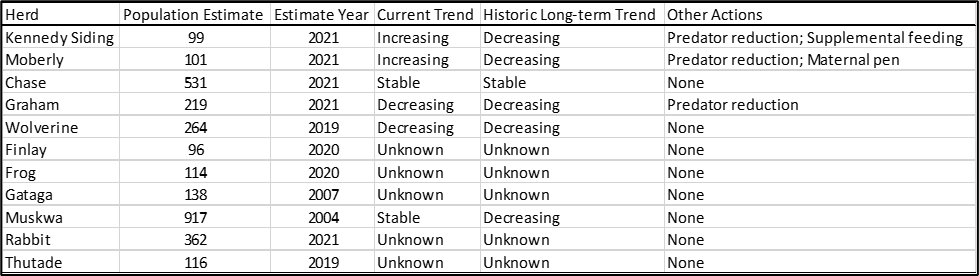 Herd Population Estimate Estimate Year Current Trend Historic Long-term Trend Other Actions
Kennedy Siding 99 2021 Increasing Decreasing Predator reduction; Supplemental feeding
Moberly 101 2021 Increasing Decreasing Predator reduction; Maternal pen
Chase 531 2021 Stable Stable None
Graham 219 2021 Decreasing Decreasing Predator reduction
Wolverine 264 2019 Decreasing Decreasing None
Finlay 96 2020 Unknown Unknown None
Frog 114 2020 Unknown Unknown None
Gataga 138 2007 Unknown Unknown None
Muskwa 917 2004 Stable Decreasing None
Rabbit 362 2021 Unknown Unknown None
Thutade 116 2019 Unknown Unknown None